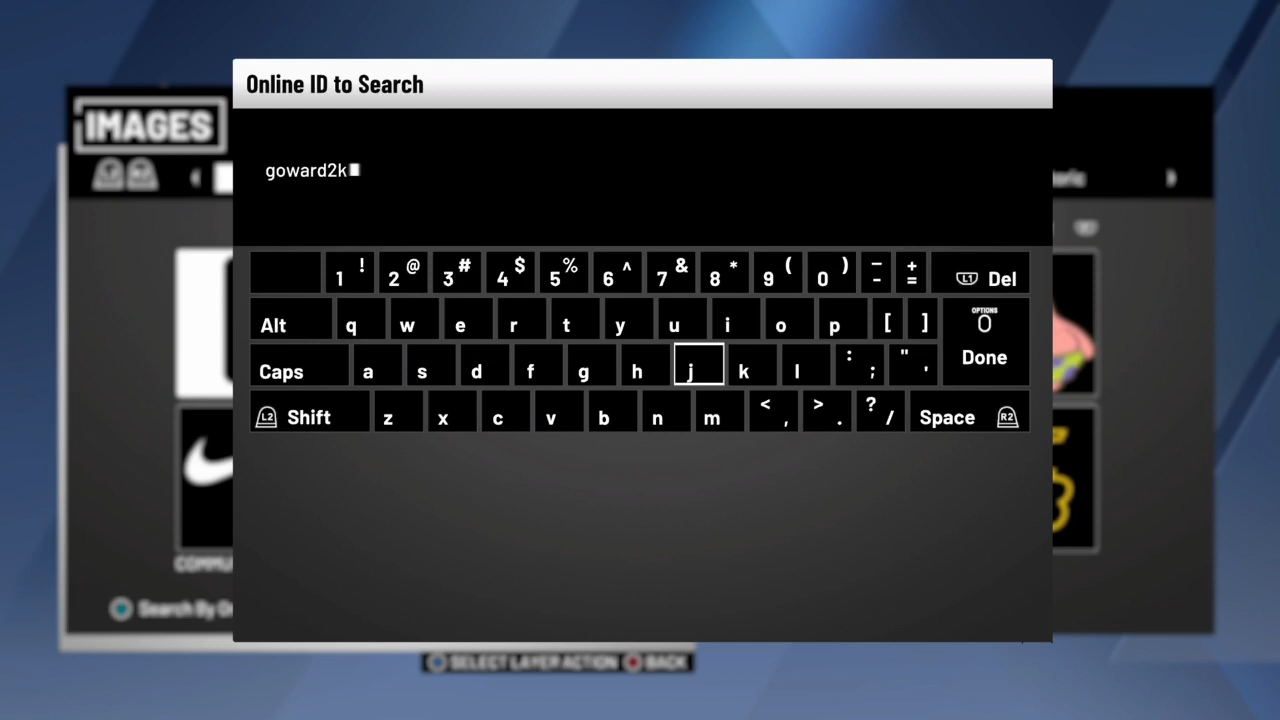 Online ID to Search
IMAGES
goward2k
! @ # $ % ^ & * ( ) – +
1 2 3 4 5 6 7 8 9 0 - = L1 Del
Alt q w e r t y u i o p [ ] OPTIONS
Done
Caps a s d f g h j k l : ; " '
L2 Shift z x c v b n m < , > . ? / Space R2
SELECT LAYER ACTION BACK